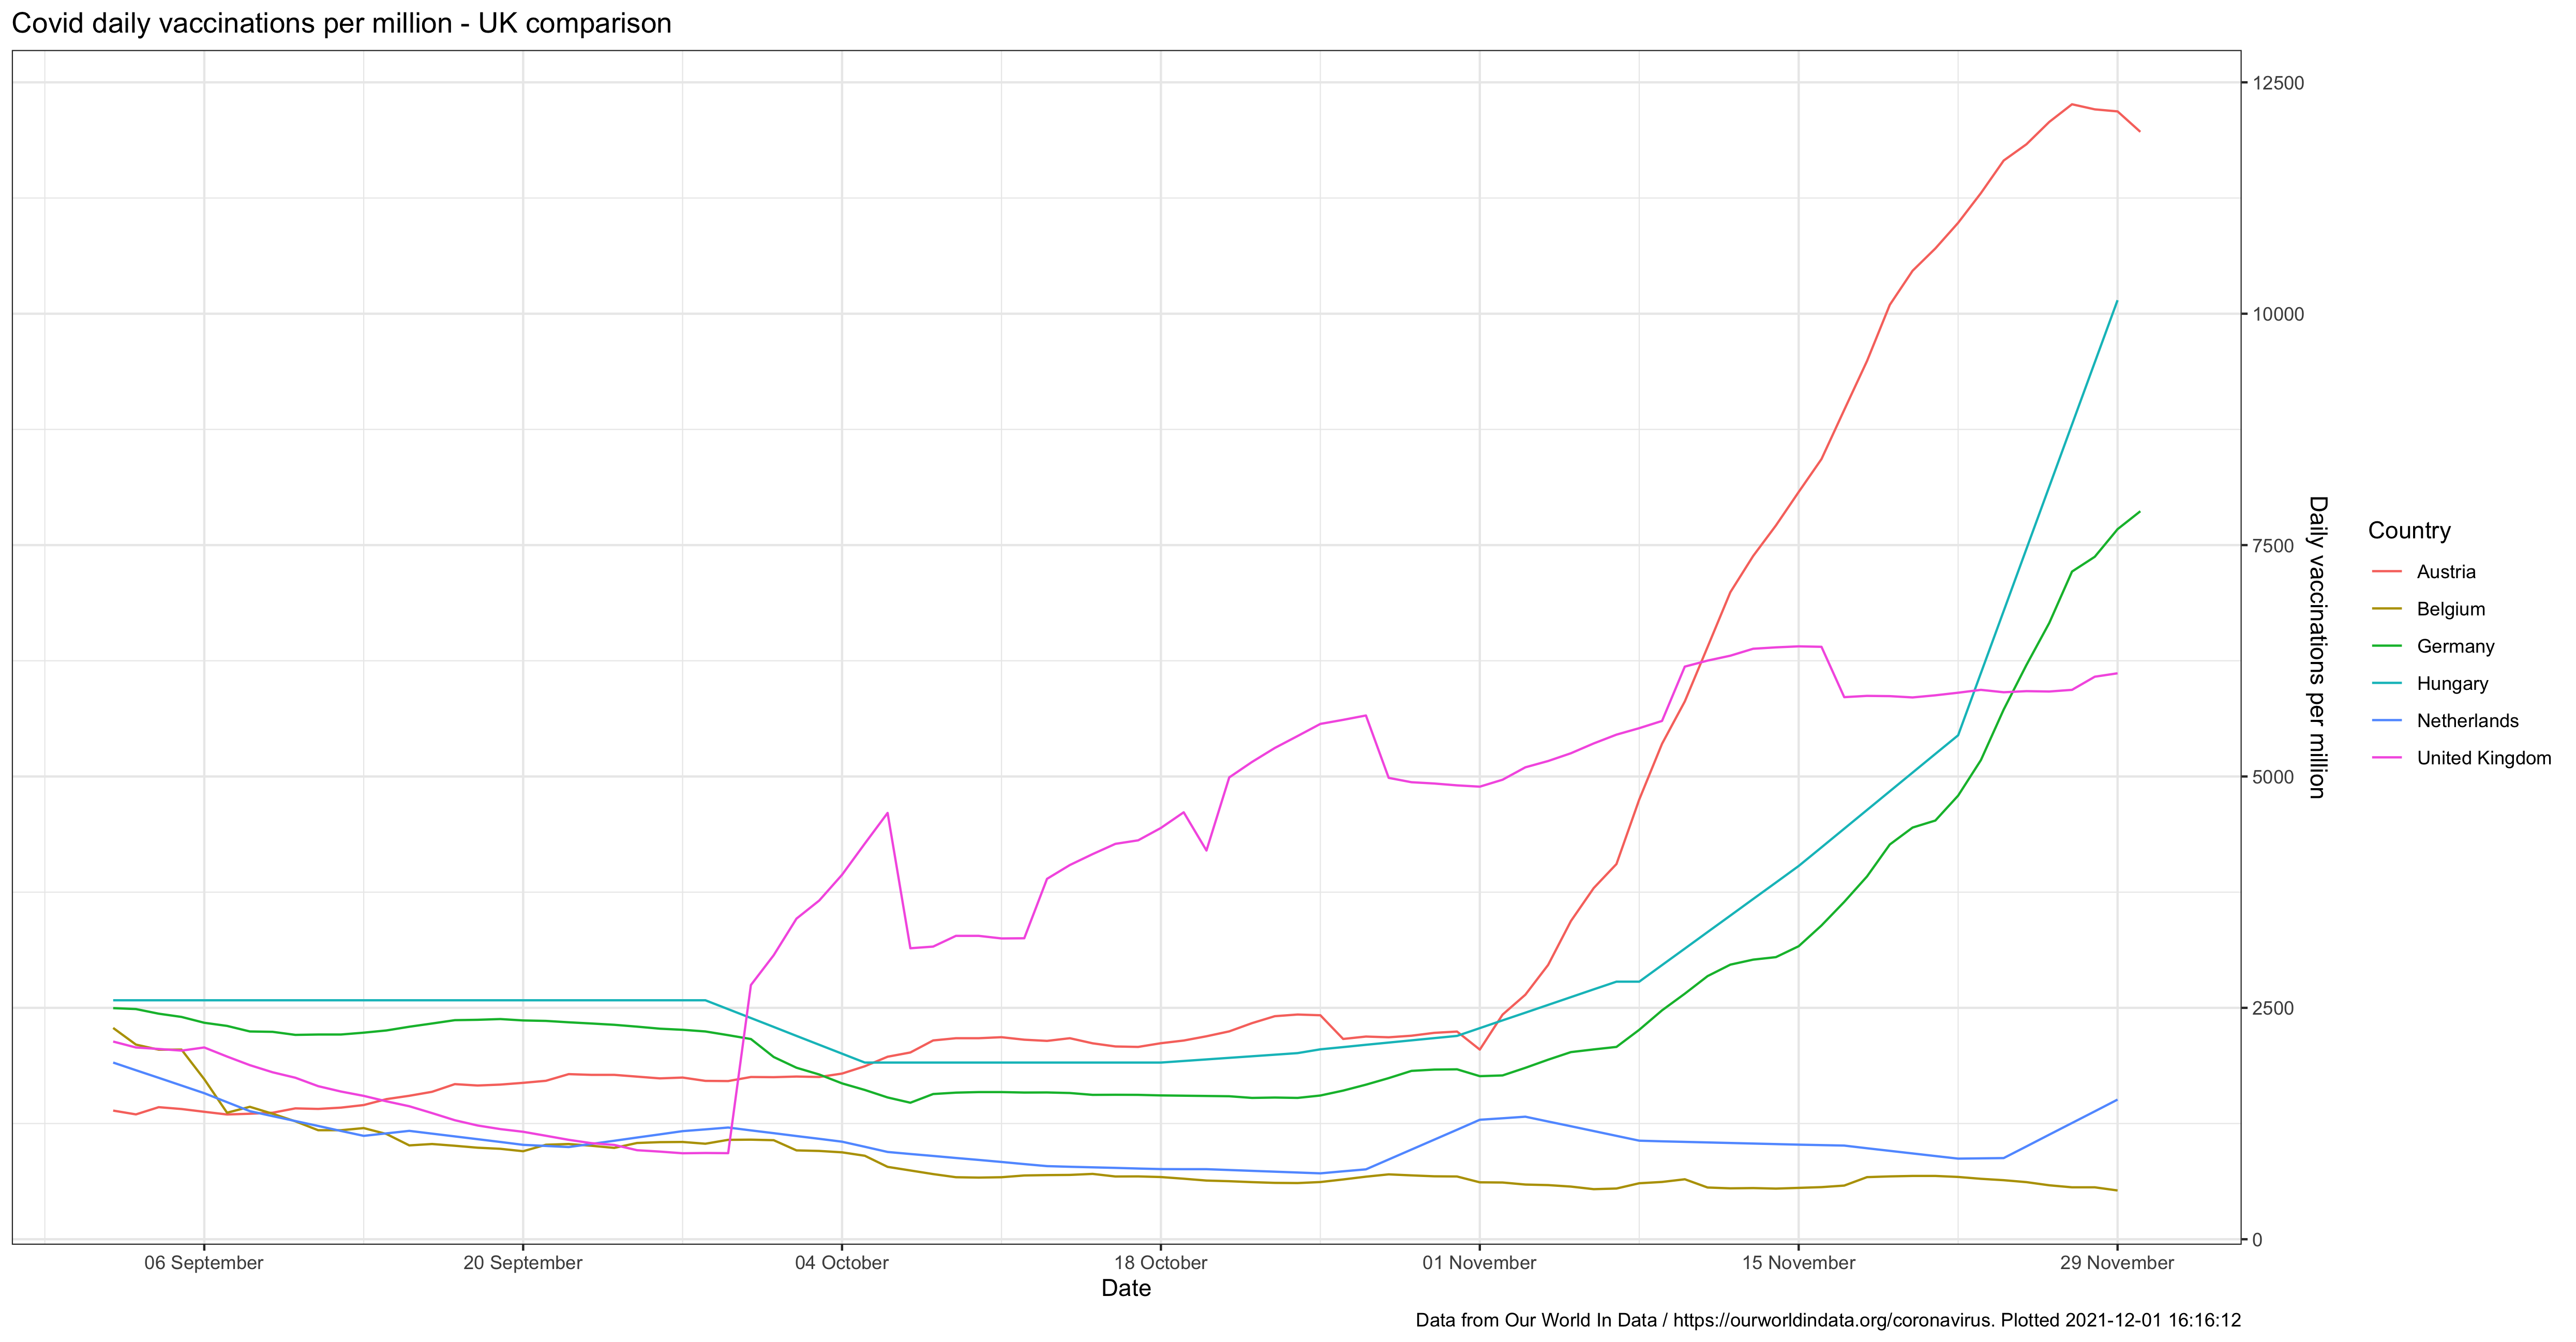 Covid daily vaccinations per million - UK comparison
12500
10000
7500
5000
2500
0
Daily vaccinations per million
Country
Austria
Belgium
Germany
Hungary
Netherlands
United Kingdom
06 September
20 September
04 October
18 October
01 November
15 November
29 November
Date
Data from Our World In Data / https://ourworldindata.org/coronavirus. Plotted 2021-12-01 16:16:12